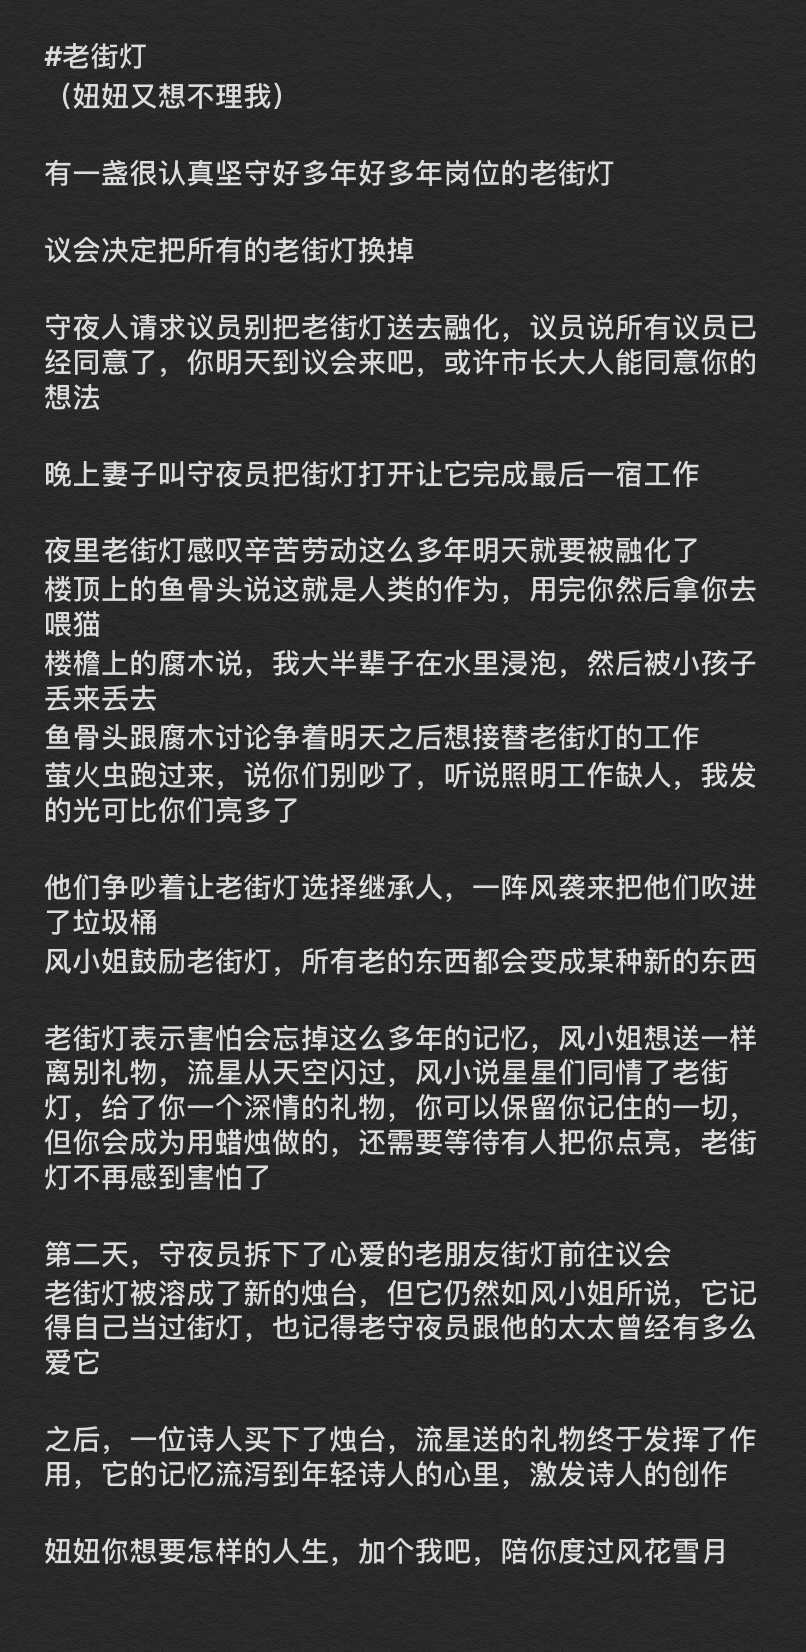 #老街灯
（妞妞又想不理我）
有一盏很认真坚守好多年好多年岗位的老街灯
议会决定把所有的老街灯换掉
守夜人请求议员别把老街灯送去融化，议员说所有议员已
经同意了，你明天到议会来吧，或许市长大人能同意你的
想法
晚上妻子叫守夜员把街灯打开让它完成最后一宿工作
夜里老街灯感叹辛苦劳动这么多年明天就要被融化了
楼顶上的鱼骨头说这就是人类的作为，用完你然后拿你去
喂猫
楼檐上的腐木说，我大半辈子在水里浸泡，然后被小孩子
丢来丢去
鱼骨头跟腐木讨论争着明天之后想接替老街灯的工作
萤火虫跑过来，说你们别吵了，听说照明工作缺人，我发
的光可比你们亮多了
他们争吵着让老街灯选择继承人，一阵风袭来把他们吹进
了垃圾桶
风小姐鼓励老街灯，所有老的东西都会变成某种新的东西
老街灯表示害怕会忘掉这么多年的记忆，风小姐想送一样
离别礼物，流星从天空闪过，风小说星星们同情了老街
灯，给了你一个深情的礼物，你可以保留你记住的一切，
但你会成为用蜡烛做的，还需要等待有人把你点亮，老街
灯不再感到害怕了
第二天，守夜员拆下了心爱的老朋友街灯前往议会
老街灯被溶成了新的烛台，但它仍然如风小姐所说，它记
得自己当过街灯，也记得老守夜员跟他的太太曾经有多么
爱它
之后，一位诗人买下了烛台，流星送的礼物终于发挥了作
用，它的记忆流泻到年轻诗人的心里，激发诗人的创作
妞妞你想要怎样的人生，加个我吧，陪你度过风花雪月